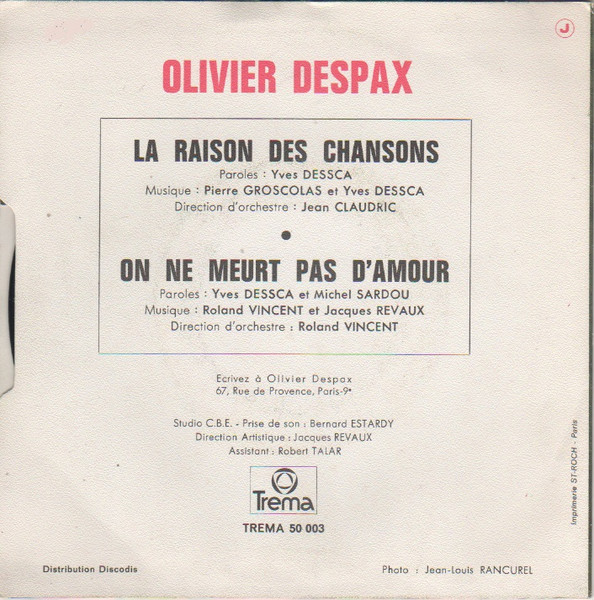 J
OLIVIER DESPAX
LA RAISON DES CHANSONS
Paroles : Yves DESSCA
Musique : Pierre GROSCOLAS et Yves DESSCA
Direction d'orchestre : Jean CLAUDRIC
ON NE MEURT PAS D'AMOUR
Paroles : Yves DESSCA et Michel SARDOU
Musique : Roland VINCENT et Jacques REVAUX
Direction d'orchestre : Roland VINCENT
Ecrivez à Olivier Despax
67, Rue de Provence, Paris-9e
Studio C.B.E. - Prise de son : Bernard ESTARDY
Direction Artistique : Jacques REVAUX
Assistant : Robert TALAR
Trema
TREMA 50 003
Imprimerie ST-ROCH - Paris
Distribution Discodis
Photo : Jean-Louis RANCUREL